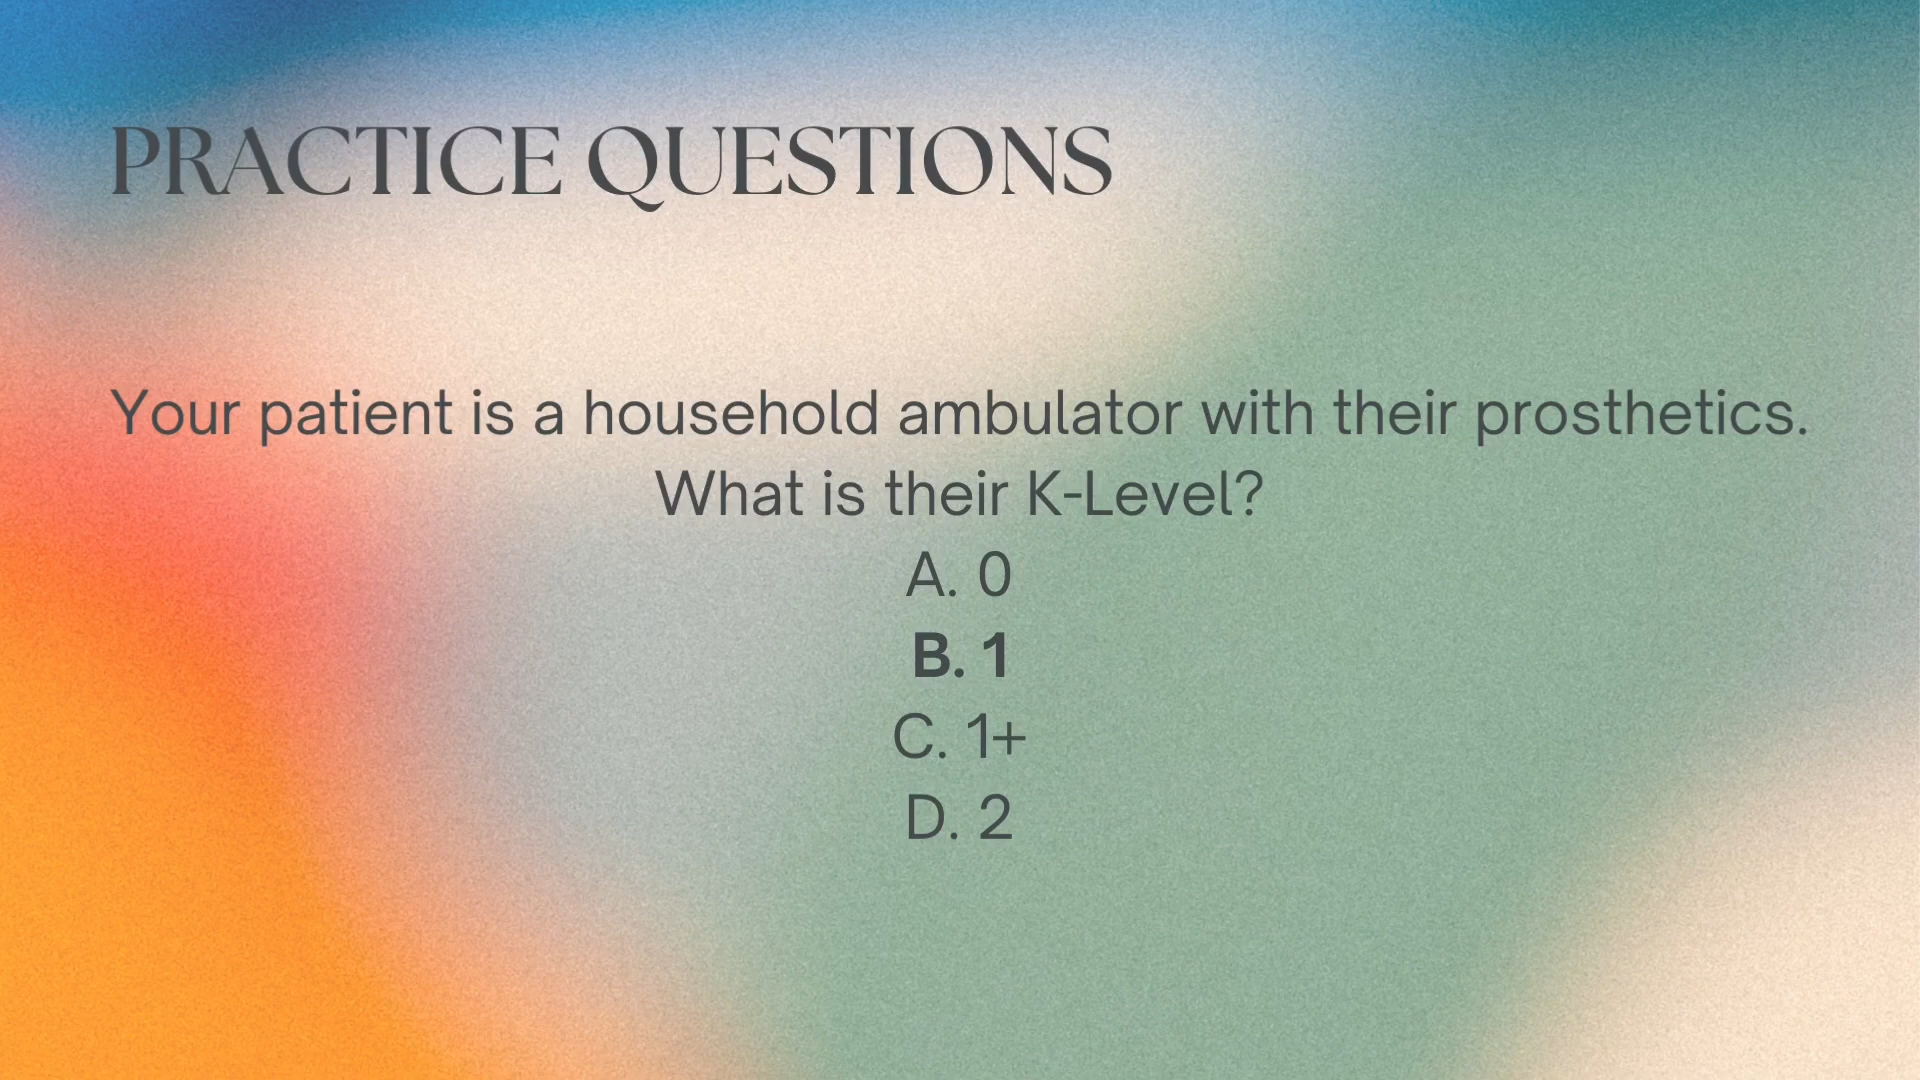 PRACTICE QUESTIONS
Your patient is a household ambulator with their prosthetics.
What is their K-Level?
A. 0
B. 1
C. 1+
D. 2